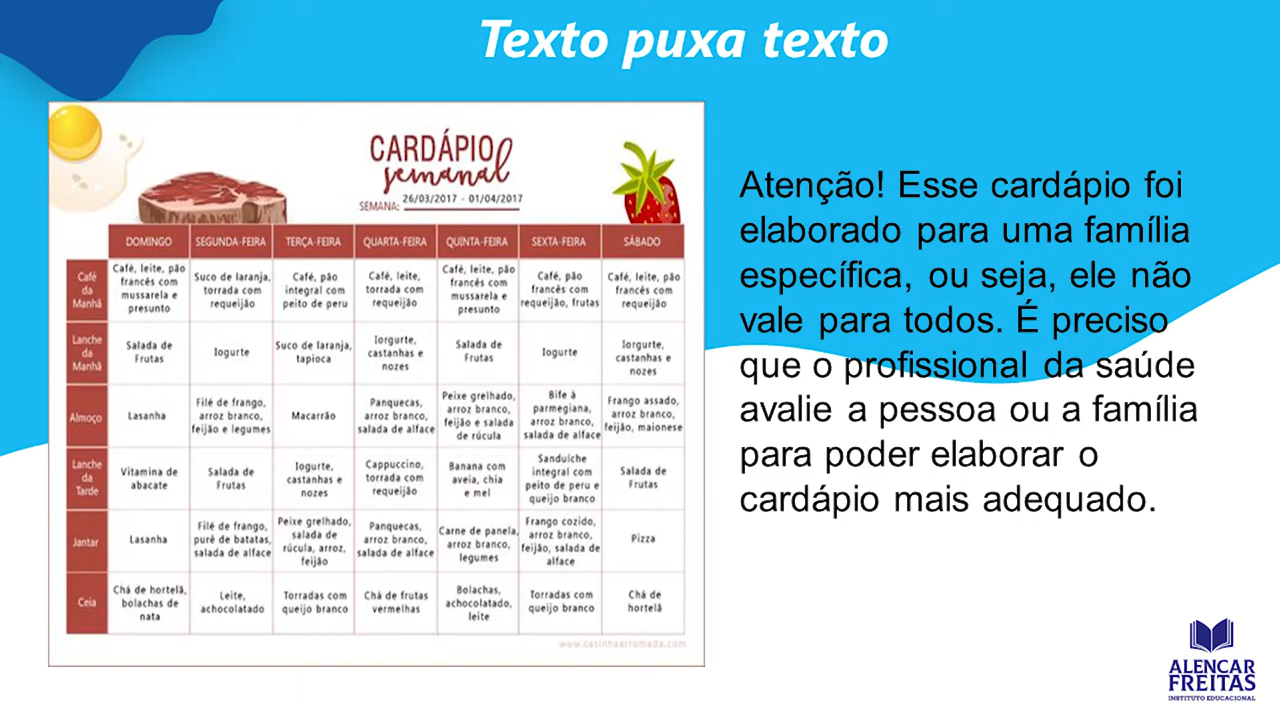 Texto puxa texto
CARDÁPIO
semanal
SEMANA: 26/03/2017 - 01/04/2017
DOMINGO SEGUNDA-FEIRA TERÇA-FEIRA QUARTA-FEIRA QUINTA-FEIRA SEXTA-FEIRA SÁBADO
Café da Manhã
Café, leite, pão
francês com
mussarela e
presunto
Suco de laranja,
torrada com
requeijão
Café, pão
integral com
peito de peru
Café, leite,
torrada com
requeijão
Café, leite, pão
francês com
mussarela e
presunto
Café, pão
francês com
requeijão, frutas
Café, leite, pão
francês com
requeijão
Lanche
da
Manhã
Salada de
Frutas
Iogurte
Suco de laranja,
tapioca
Iorgurte,
castanhas e
nozes
Salada de
Frutas
Iogurte
Iorgurte,
castanhas e
nozes
Almoço
Lasanha
Filé de frango,
arroz branco,
feijão e legumes
Macarrão
Panquecas,
arroz branco,
salada de alface
Peixe grelhado,
arroz branco,
feijão e salada
de rúcula
Bife à
parmegiana,
arroz branco,
salada de alface
Frango assado,
arroz branco,
feijão, maionese
Lanche
da
Tarde
Vitamina de
abacate
Salada de
Frutas
Iogurte,
castanhas e
nozes
Cappuccino,
torrada com
requeijão
Banana com
aveia, chia
e mel
Sanduíche
integral com
peito de peru e
queijo branco
Salada de
Frutas
Jantar
Lasanha
Filé de frango,
purê de batatas,
salada de alface
Peixe grelhado,
salada de
rúcula, arroz,
feijão
Panquecas,
arroz branco,
salada de alface
Carne de panela,
arroz branco,
legumes
Frango cozido,
arroz branco,
feijão, salada de
alface
Pizza
Ceia
Chá de hortelã,
bolachas de
nata
Leite,
achocolatado
Torradas com
queijo branco
Chá de frutas
vermelhas
Bolachas,
achocolatado,
leite
Torradas com
queijo branco
Chá de
hortelã
www.casinhaarrumada.com
Atenção! Esse cardápio foi
elaborado para uma família
específica, ou seja, ele não
vale para todos. É preciso
que o profissional da saúde
avalie a pessoa ou a família
para poder elaborar o
cardápio mais adequado.
ALENCAR
FREITAS
INSTITUTO EDUCACIONAL